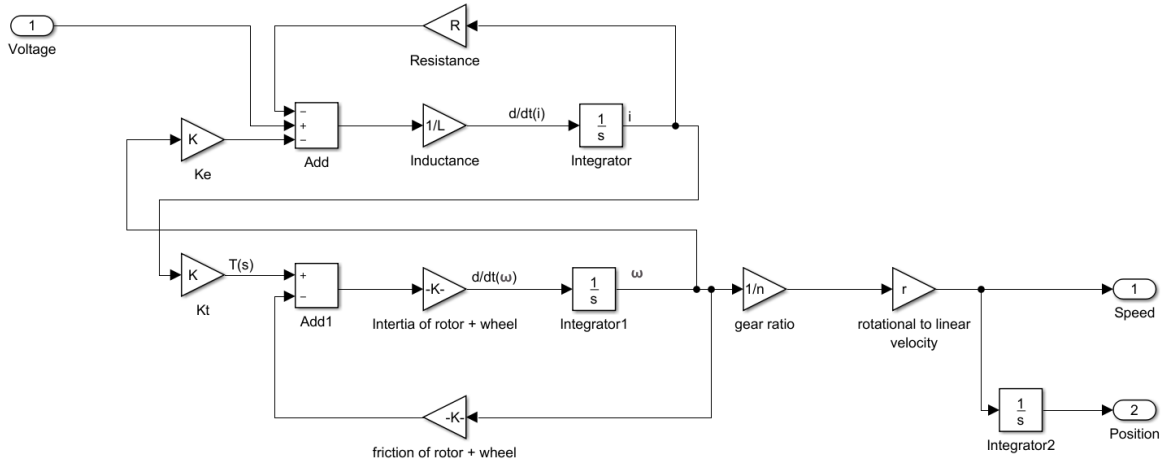 1
Voltage
R
Resistance
−
+
−
Add
1/L
Inductance
d/dt(i)
1
s
Integrator
i
K
Ke
K
Kt
T(s)
+
−
Add1
-K-
Intertia of rotor + wheel
d/dt(ω)
1
s
Integrator1
ω
1/n
gear ratio
r
rotational to linear
velocity
1
Speed
-K-
friction of rotor + wheel
1
s
Integrator2
2
Position